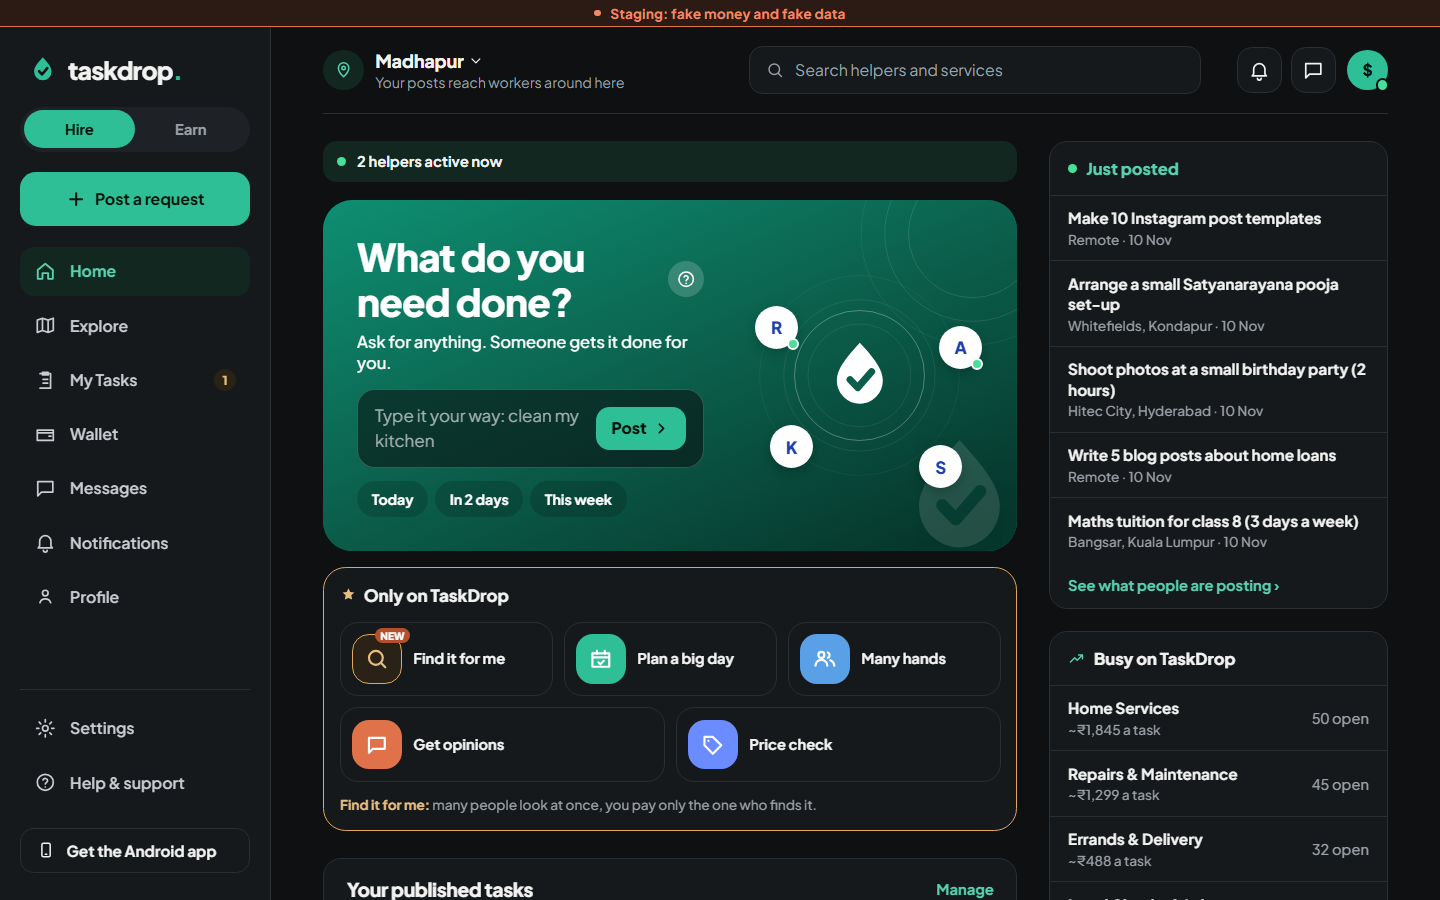 Staging: fake money and fake data
taskdrop.
Hire
Earn
Post a request
Home
Explore
My Tasks
1
Wallet
Messages
Notifications
Profile
Settings
Help & support
Get the Android app
Madhapur
Your posts reach workers around here
Search helpers and services
$
2 helpers active now
What do you
need done?
Ask for anything. Someone gets it done for
you.
Type it your way: clean my
kitchen
Post
Today
In 2 days
This week
R
A
K
S
Only on TaskDrop
NEW
Find it for me
Plan a big day
Many hands
Get opinions
Price check
Find it for me: many people look at once, you pay only the one who finds it.
Your published tasks
Manage
Just posted
Make 10 Instagram post templates
Remote · 10 Nov
Arrange a small Satyanarayana pooja
set-up
Whitefields, Kondapur · 10 Nov
Shoot photos at a small birthday party (2
hours)
Hitec City, Hyderabad · 10 Nov
Write 5 blog posts about home loans
Remote · 10 Nov
Maths tuition for class 8 (3 days a week)
Bangsar, Kuala Lumpur · 10 Nov
See what people are posting ›
Busy on TaskDrop
Home Services
~₹1,845 a task
50 open
Repairs & Maintenance
~₹1,299 a task
45 open
Errands & Delivery
~₹488 a task
32 open